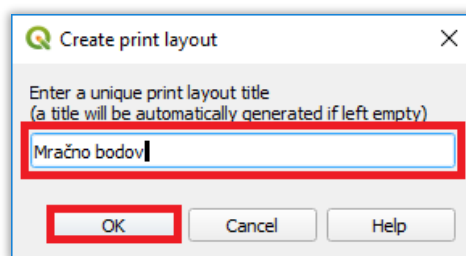 Create print layout
Enter a unique print layout title
(a title will be automatically generated if left empty)
Mračno bodov
OK Cancel Help